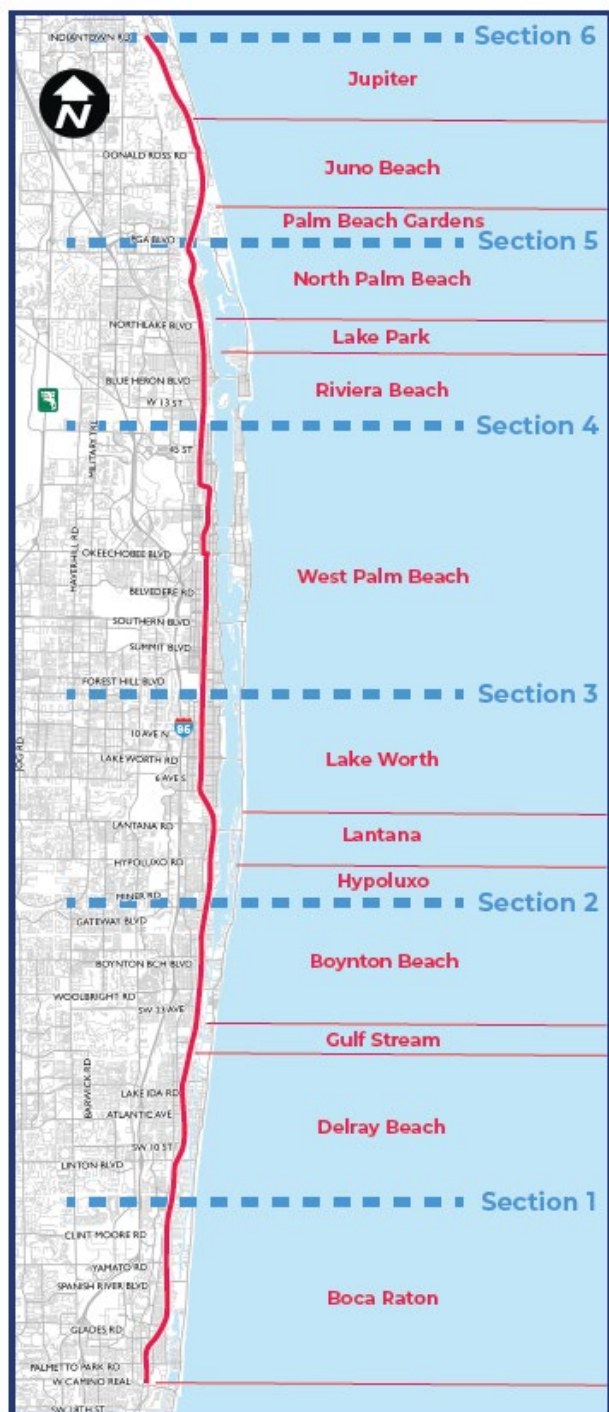 INDIANTOWN RD
Section 6
Jupiter
N
DONALD ROSS RD
Juno Beach
Palm Beach Gardens
PGA BLVD
Section 5
North Palm Beach
NORTHLAKE BLVD
Lake Park
BLUE HERON BLVD
Riviera Beach
W 13 ST
MILITARY TRL
Section 4
45 ST
HAVERHILL RD
OKEECHOBEE BLVD
West Palm Beach
BELVEDERE RD
SOUTHERN BLVD
SUMMIT BLVD
FOREST HILL BLVD
Section 3
95
10 AVE N
JOG RD
LAKE WORTH RD
Lake Worth
6 AVE S
LANTANA RD
Lantana
HYPOLUXO RD
Hypoluxo
MINER RD
Section 2
GATEWAY BLVD
BOYNTON BCH BLVD
Boynton Beach
WOOLBRIGHT RD
SW 23 AVE
Gulf Stream
BARWICK RD
LAKE IDA RD
ATLANTIC AVE
Delray Beach
SW 10 ST
LINTON BLVD
Section 1
CLINT MOORE RD
YAMATO RD
SPANISH RIVER BLVD
Boca Raton
GLADES RD
PALMETTO PARK RD
W CAMINO REAL
SW 18TH ST